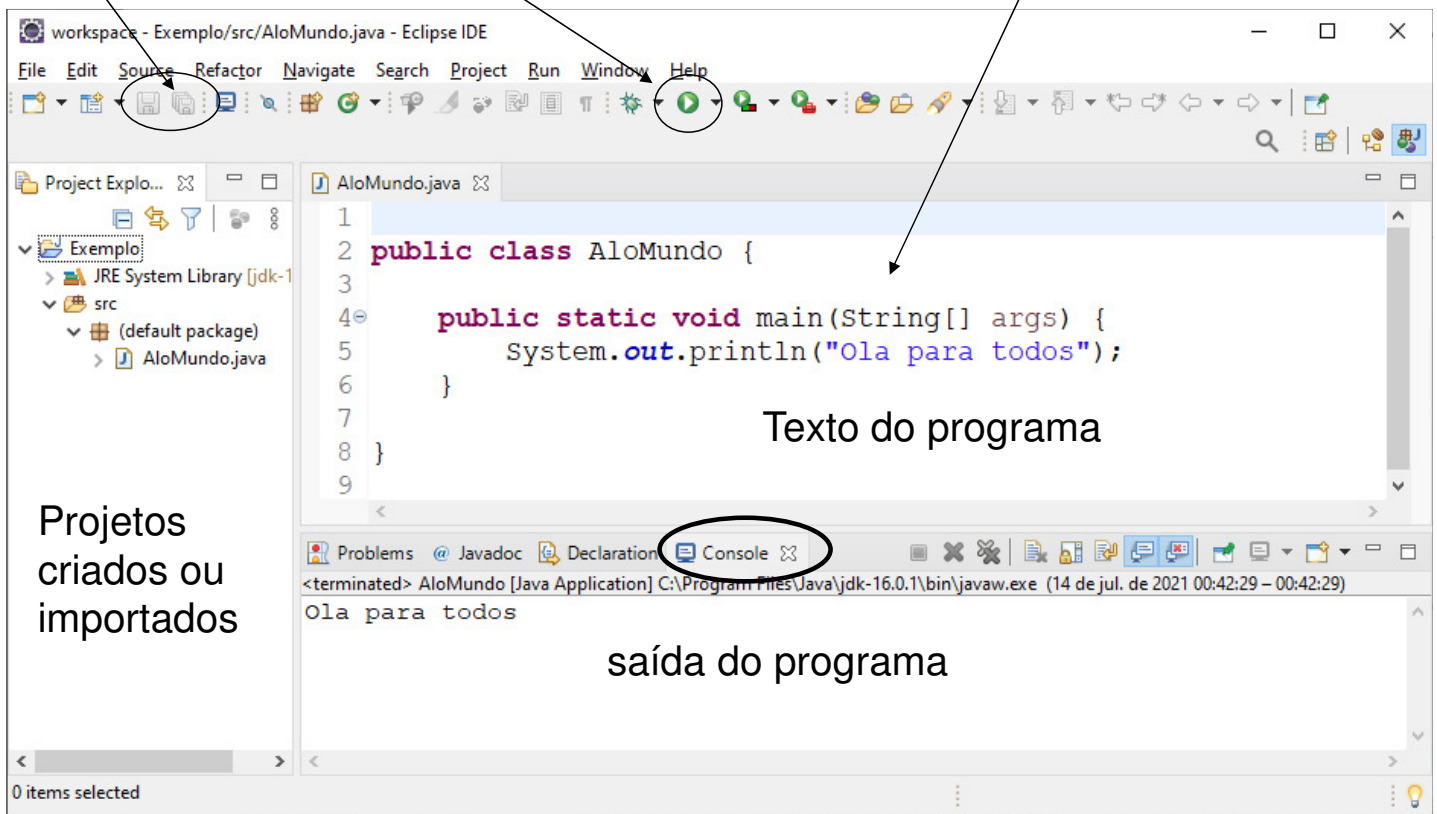 workspace - Exemplo/src/AloMundo.java - Eclipse IDE
File Edit Source Refactor Navigate Search Project Run Window Help
Project Explo...
Exemplo
JRE System Library [jdk-1
src
(default package)
AloMundo.java
Projetos
criados ou
importados
AloMundo.java
1
2 public class AloMundo {
3
4 public static void main(String[] args) {
5 System.out.println("Ola para todos");
6 }
7
8 }
9
Texto do programa
Problems @ Javadoc Declaration Console
<terminated> AloMundo [Java Application] C:\Program Files\Java\jdk-16.0.1\bin\javaw.exe (14 de jul. de 2021 00:42:29 – 00:42:29)
Ola para todos
saída do programa
0 items selected